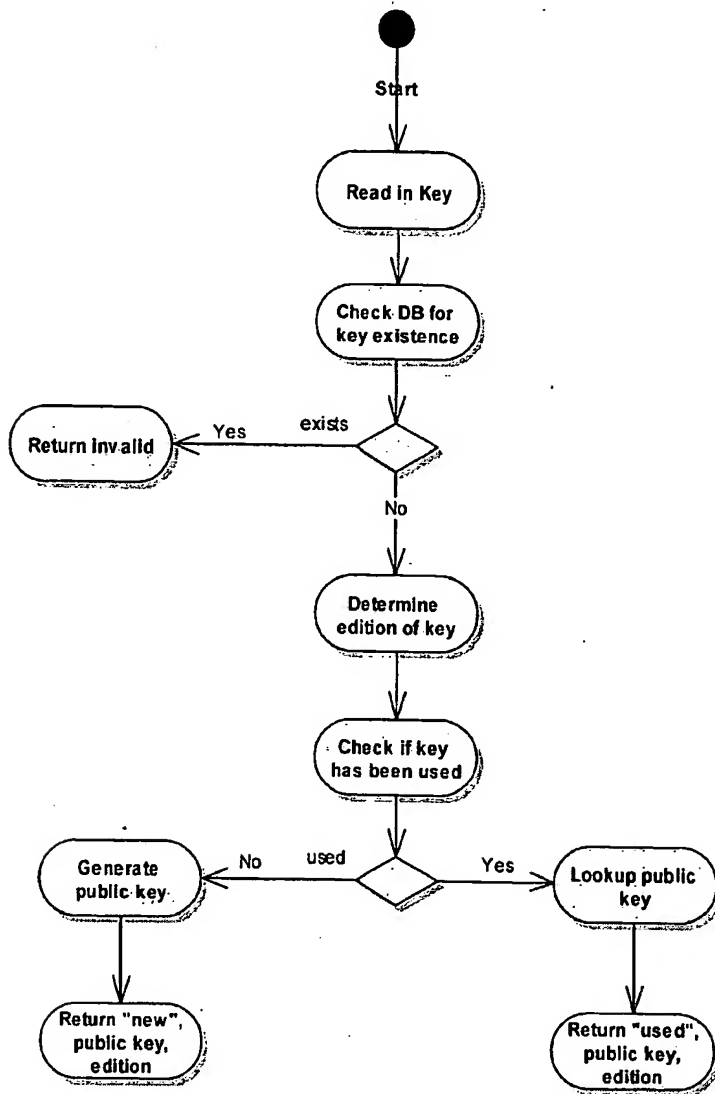 Start
Read in Key
Check DB for
key existence
exists
Yes
Return invalid
No
Determine
edition of key
Check if key
has been used
used
No
Yes
Generate
public key
Lookup public
key
Return "new",
public key,
edition
Return "used",
public key,
edition